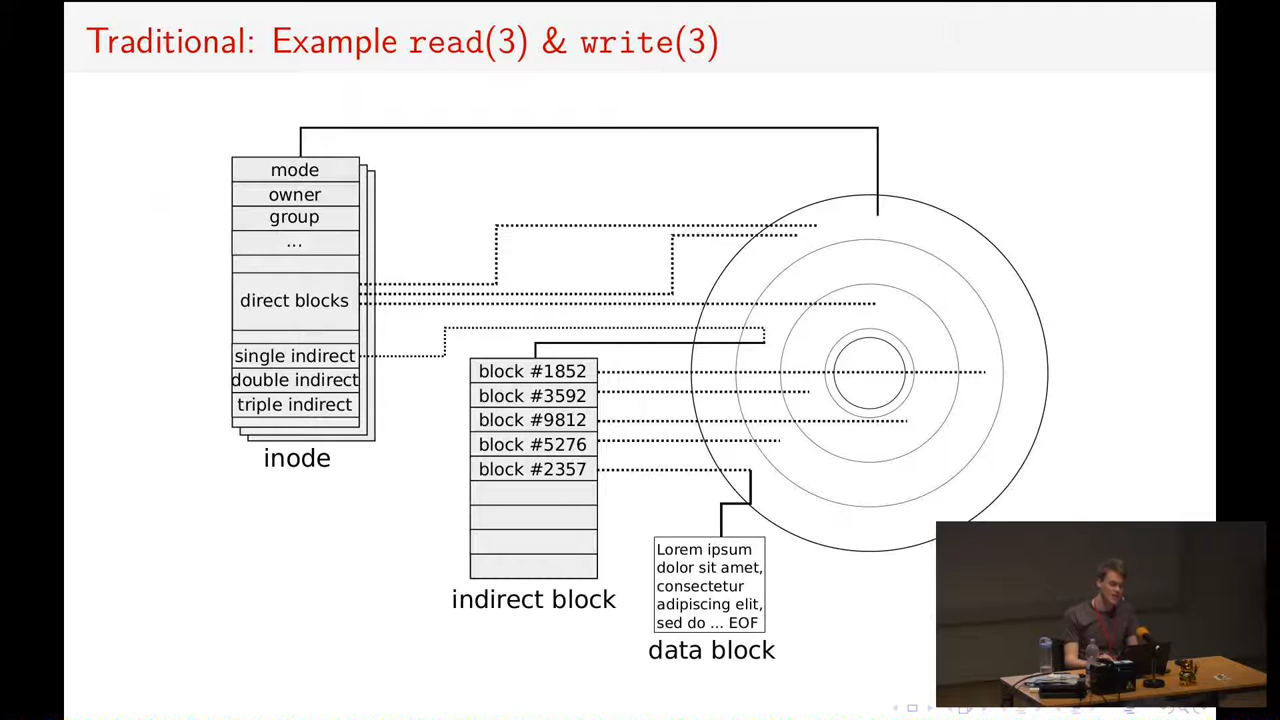 Traditional: Example read(3) & write(3)
mode
owner
group
...
direct blocks
single indirect
double indirect
triple indirect
inode
block #1852
block #3592
block #9812
block #5276
block #2357
indirect block
Lorem ipsum
dolor sit amet,
consectetur
adipiscing elit,
sed do ... EOF
data block